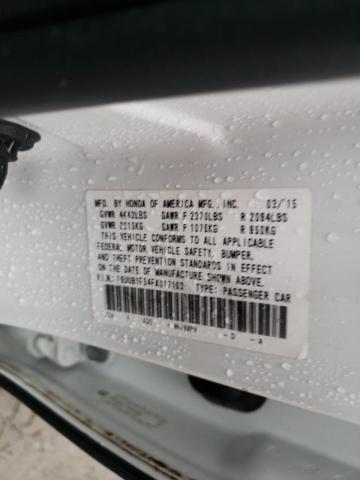 MFD. BY HONDA OF AMERICA MFG., INC. 03/15
GVWR 4442LBS GAWR F 2370LBS R 2094LBS
GVWR 2015KG GAWR F 1075KG R 950KG
THIS VEHICLE CONFORMS TO ALL APPLICABLE
FEDERAL MOTOR VEHICLE SAFETY, BUMPER,
AND THEFT PREVENTION STANDARDS IN EFFECT
ON THE DATE OF MANUFACTURE SHOWN ABOVE.
V.I.N.: TYPE: PASSENGER CAR
- D - A